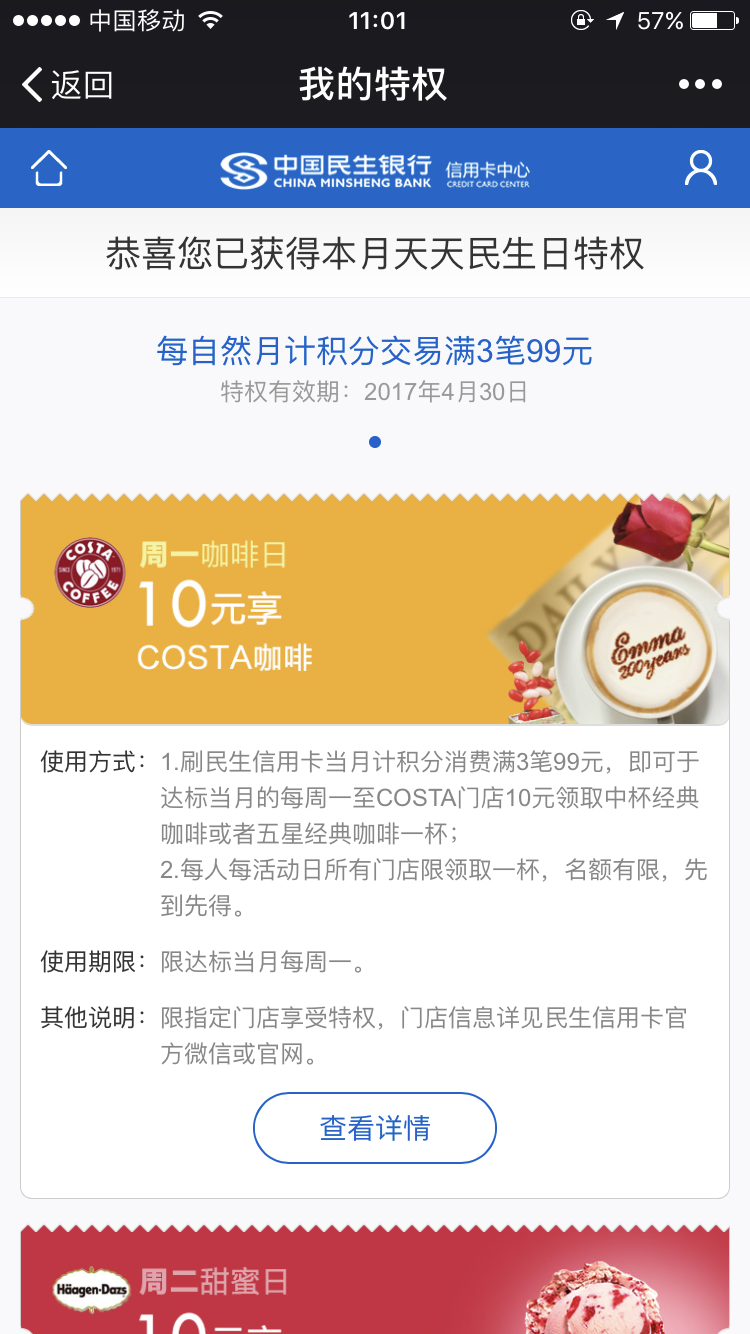 中国移动 11:01 57%
返回 我的特权
中国民生银行 信用卡中心
CHINA MINSHENG BANK CREDIT CARD CENTER
恭喜您已获得本月天天民生日特权
每自然月计积分交易满3笔99元
特权有效期：2017年4月30日
COSTA
SINCE 1971
COFFEE
周一咖啡日
10元享
COSTA咖啡
DAILY
Emma
200years
使用方式：1.刷民生信用卡当月计积分消费满3笔99元，即可于
达标当月的每周一至COSTA门店10元领取中杯经典
咖啡或者五星经典咖啡一杯；
2.每人每活动日所有门店限领取一杯，名额有限，先
到先得。
使用期限：限达标当月每周一。
其他说明：限指定门店享受特权，门店信息详见民生信用卡官
方微信或官网。
查看详情
Häagen-Dazs
周二甜蜜日
10元享